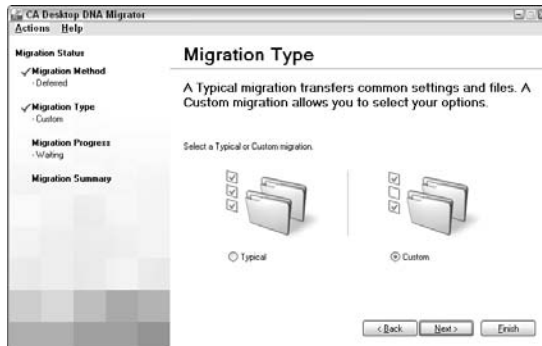 CA Desktop DNA Migrator
Actions Help
Migration Status
Migration Method
- Deferred
Migration Type
- Custom
Migration Progress
- Waiting
Migration Summary
Migration Type
A Typical migration transfers common settings and files. A
Custom migration allows you to select your options.
Select a Typical or Custom migration.
Typical
Custom
< Back
Next >
Finish